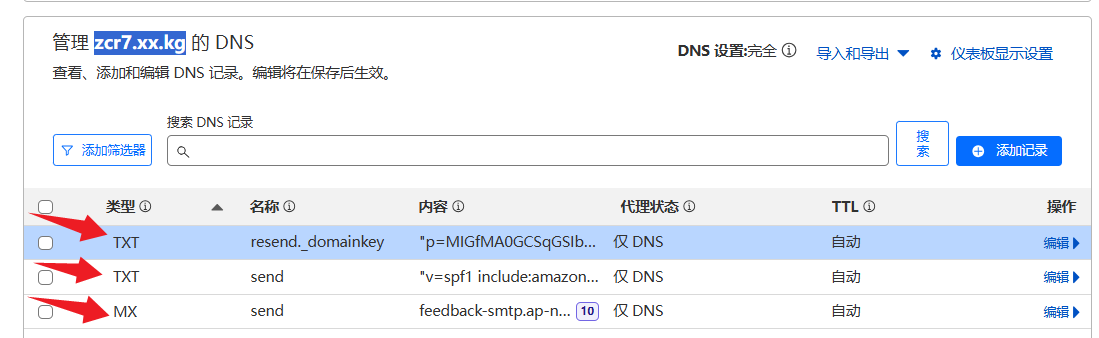 管理 zcr7.xx.kg 的 DNS
DNS 设置:完全
导入和导出
仪表板显示设置
查看、添加和编辑 DNS 记录。编辑将在保存后生效。
搜索 DNS 记录
添加筛选器
搜索
添加记录
类型 名称 内容 代理状态 TTL 操作
TXT resend._domainkey "p=MIGfMA0GCSqGSIb... 仅 DNS 自动 编辑
TXT send "v=spf1 include:amazon... 仅 DNS 自动 编辑
MX send feedback-smtp.ap-n... 10 仅 DNS 自动 编辑